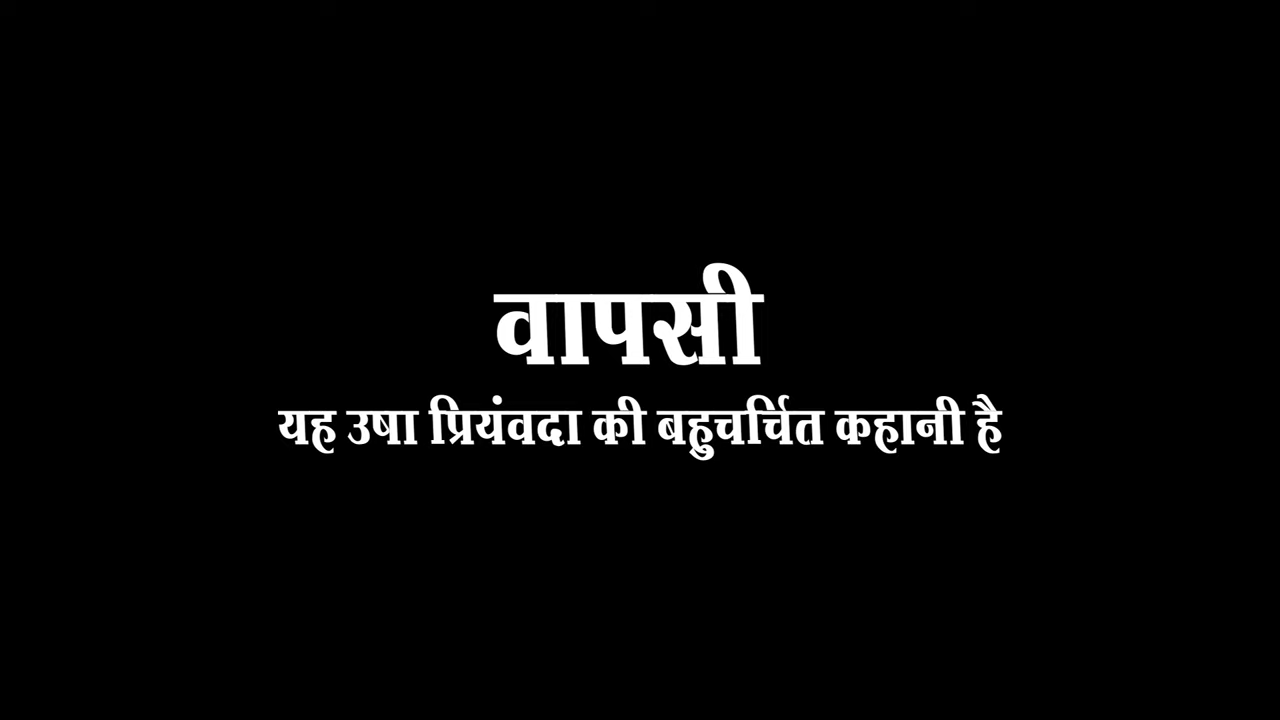 वापसी
यह उषा प्रियंवदा की बहुचर्चित कहानी है